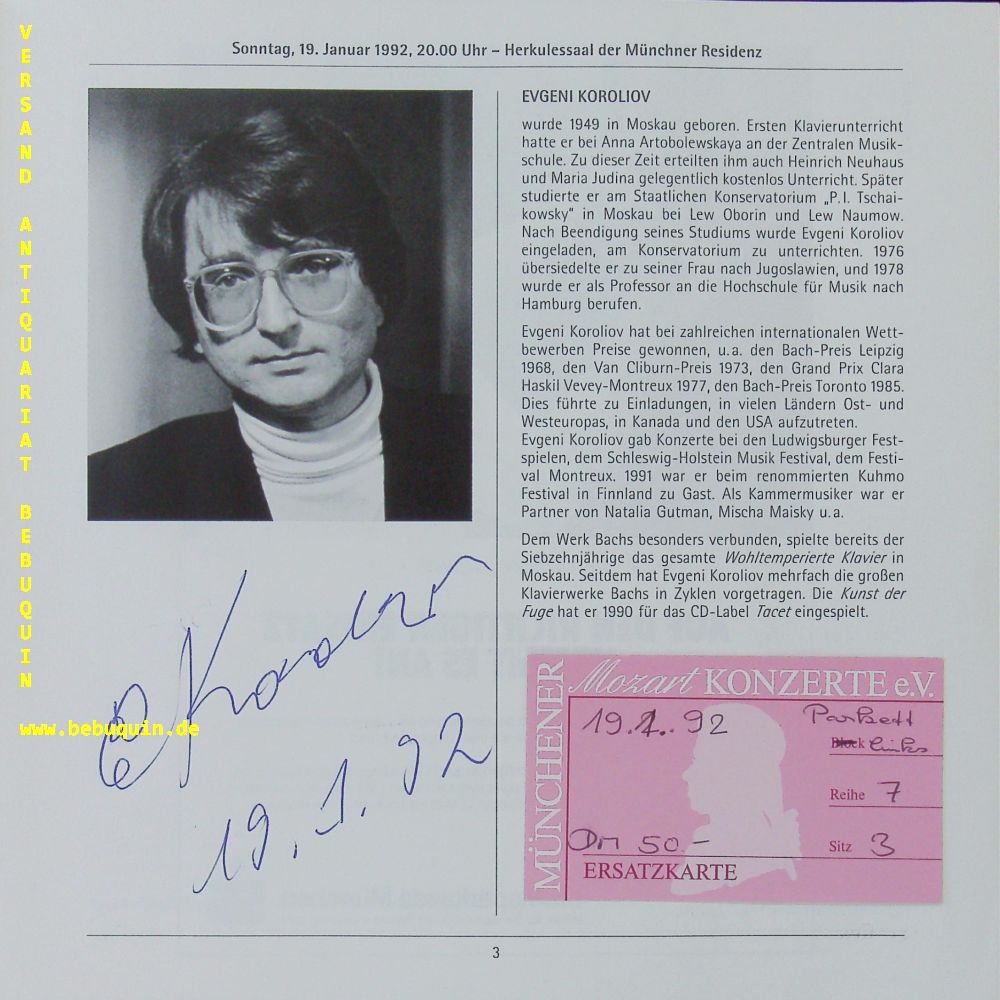 Sonntag, 19. Januar 1992, 20.00 Uhr – Herkulessaal der Münchner Residenz
VERSAND ANTIQUARIAT BEBUQUIN
www.bebuquin.de
EVGENI KOROLIOV
wurde 1949 in Moskau geboren. Ersten Klavierunterricht
hatte er bei Anna Artobolewskaya an der Zentralen Musik-
schule. Zu dieser Zeit erteilten ihm auch Heinrich Neuhaus
und Maria Judina gelegentlich kostenlos Unterricht. Später
studierte er am Staatlichen Konservatorium „P.I. Tschai-
kowsky" in Moskau bei Lew Oborin und Lew Naumow.
Nach Beendigung seines Studiums wurde Evgeni Koroliov
eingeladen, am Konservatorium zu unterrichten. 1976
übersiedelte er zu seiner Frau nach Jugoslawien, und 1978
wurde er als Professor an die Hochschule für Musik nach
Hamburg berufen.
Evgeni Koroliov hat bei zahlreichen internationalen Wett-
bewerben Preise gewonnen, u.a. den Bach-Preis Leipzig
1968, den Van Cliburn-Preis 1973, den Grand Prix Clara
Haskil Vevey-Montreux 1977, den Bach-Preis Toronto 1985.
Dies führte zu Einladungen, in vielen Ländern Ost- und
Westeuropas, in Kanada und den USA aufzutreten.
Evgeni Koroliov gab Konzerte bei den Ludwigsburger Fest-
spielen, dem Schleswig-Holstein Musik Festival, dem Festi-
val Montreux. 1991 war er beim renommierten Kuhmo
Festival in Finnland zu Gast. Als Kammermusiker war er
Partner von Natalia Gutman, Mischa Maisky u.a.
Dem Werk Bachs besonders verbunden, spielte bereits der
Siebzehnjährige das gesamte Wohltemperierte Klavier in
Moskau. Seitdem hat Evgeni Koroliov mehrfach die großen
Klavierwerke Bachs in Zyklen vorgetragen. Die Kunst der
Fuge hat er 1990 für das CD-Label Tacet eingespielt.
19.1.92
MÜNCHENER
Mozart KONZERTE e.V.
19.1.92
Parkett
Block links
Reihe 7
Sitz 3
DM 50.-
ERSATZKARTE
3